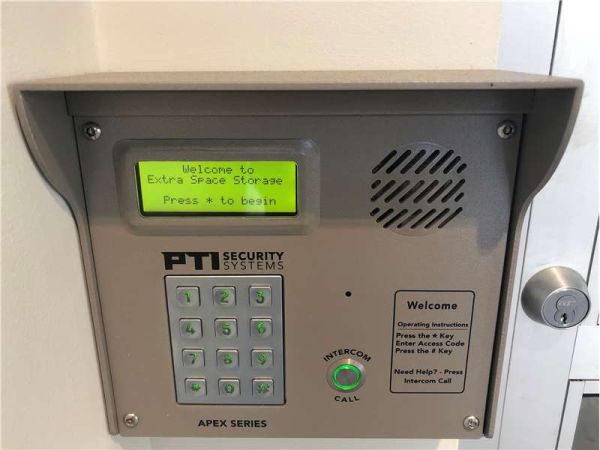 Welcome to
Extra Space Storage
Press * to begin
PTI SECURITY
SYSTEMS
1 2 3
4 5 6
7 8 9
* 0 #
APEX SERIES
INTERCOM
CALL
Welcome
Operating Instructions
Press the * Key
Enter Access Code
Press the # Key
Need Help? - Press
Intercom Call